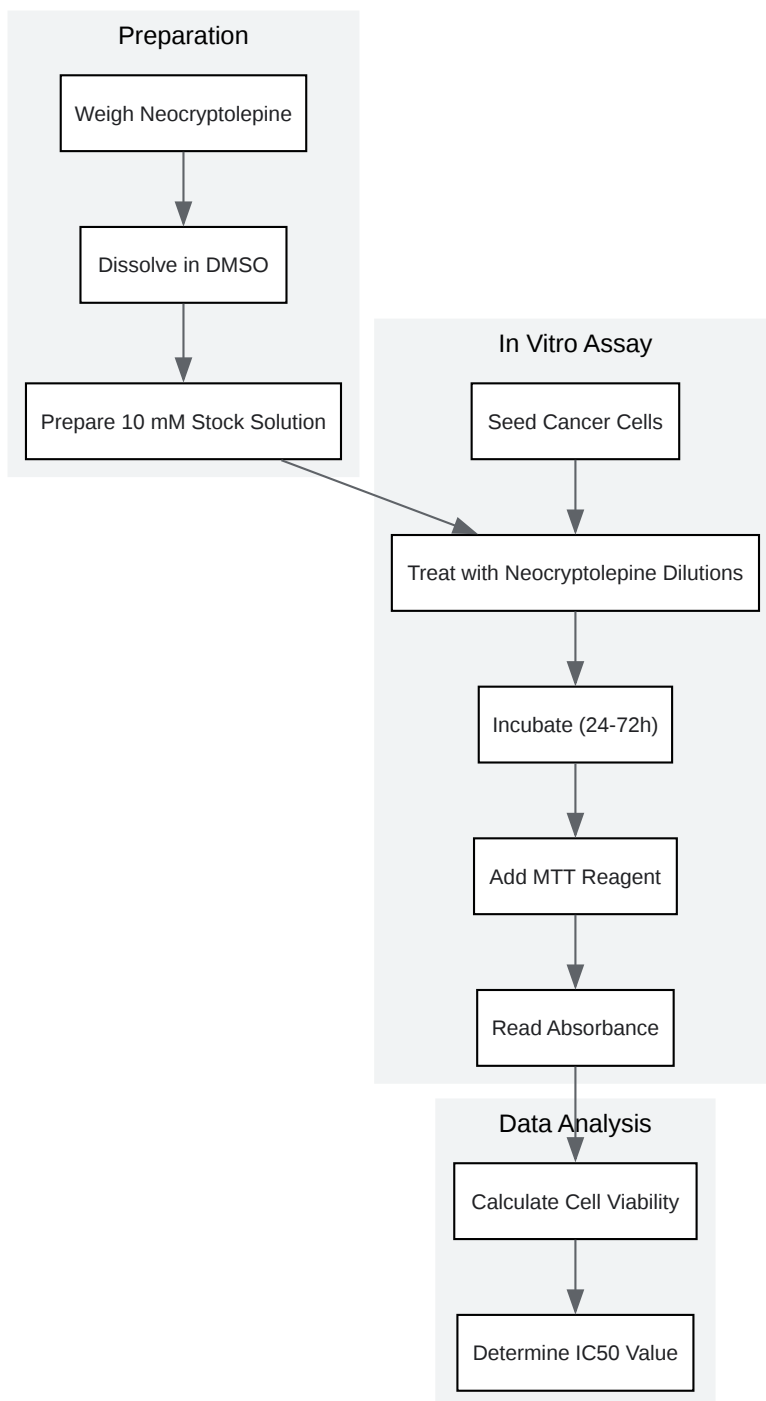 Preparation
Weigh Neocryptolepine
Dissolve in DMSO
Prepare 10 mM Stock Solution
In Vitro Assay
Seed Cancer Cells
Treat with Neocryptolepine Dilutions
Incubate (24-72h)
Add MTT Reagent
Read Absorbance
Data Analysis
Calculate Cell Viability
Determine IC50 Value